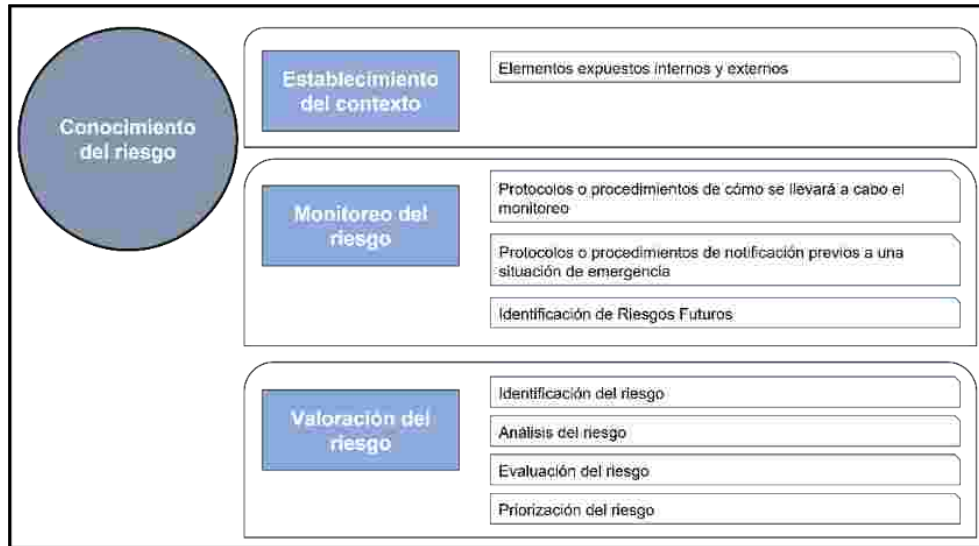 Conocimiento
del riesgo
Establecimiento
del contexto
Elementos expuestos internos y externos
Monitoreo del
riesgo
Protocolos o procedimientos de cómo se llevará a cabo el
monitoreo
Protocolos o procedimientos de notificación previos a una
situación de emergencia
Identificación de Riesgos Futuros
Valoración del
riesgo
Identificación del riesgo
Análisis del riesgo
Evaluación del riesgo
Priorización del riesgo